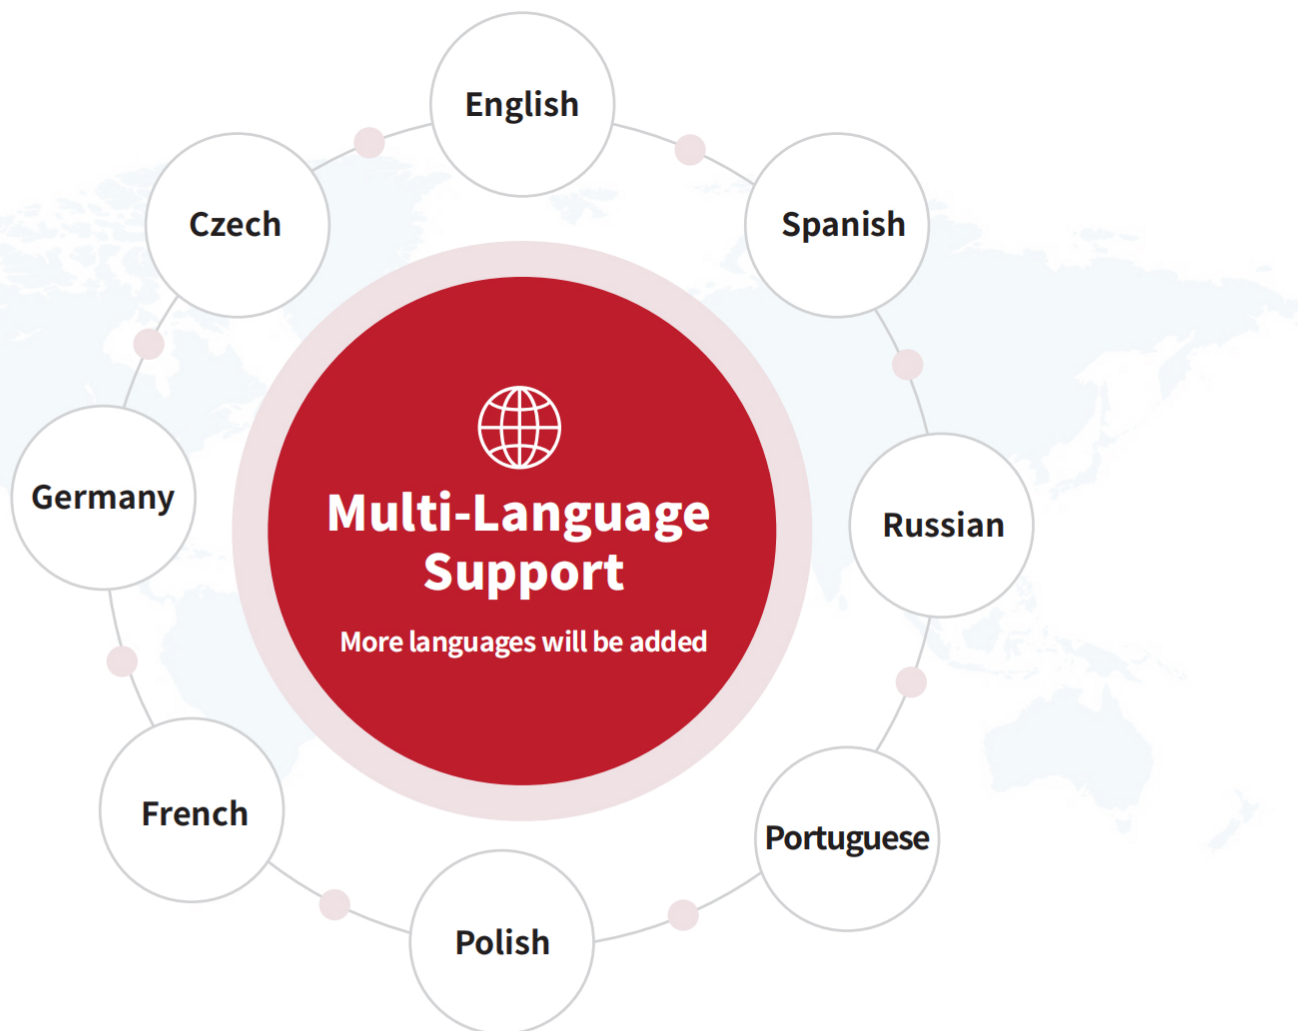 English
Czech
Spanish
Germany
Multi-Language
Support
More languages will be added
Russian
French
Portuguese
Polish